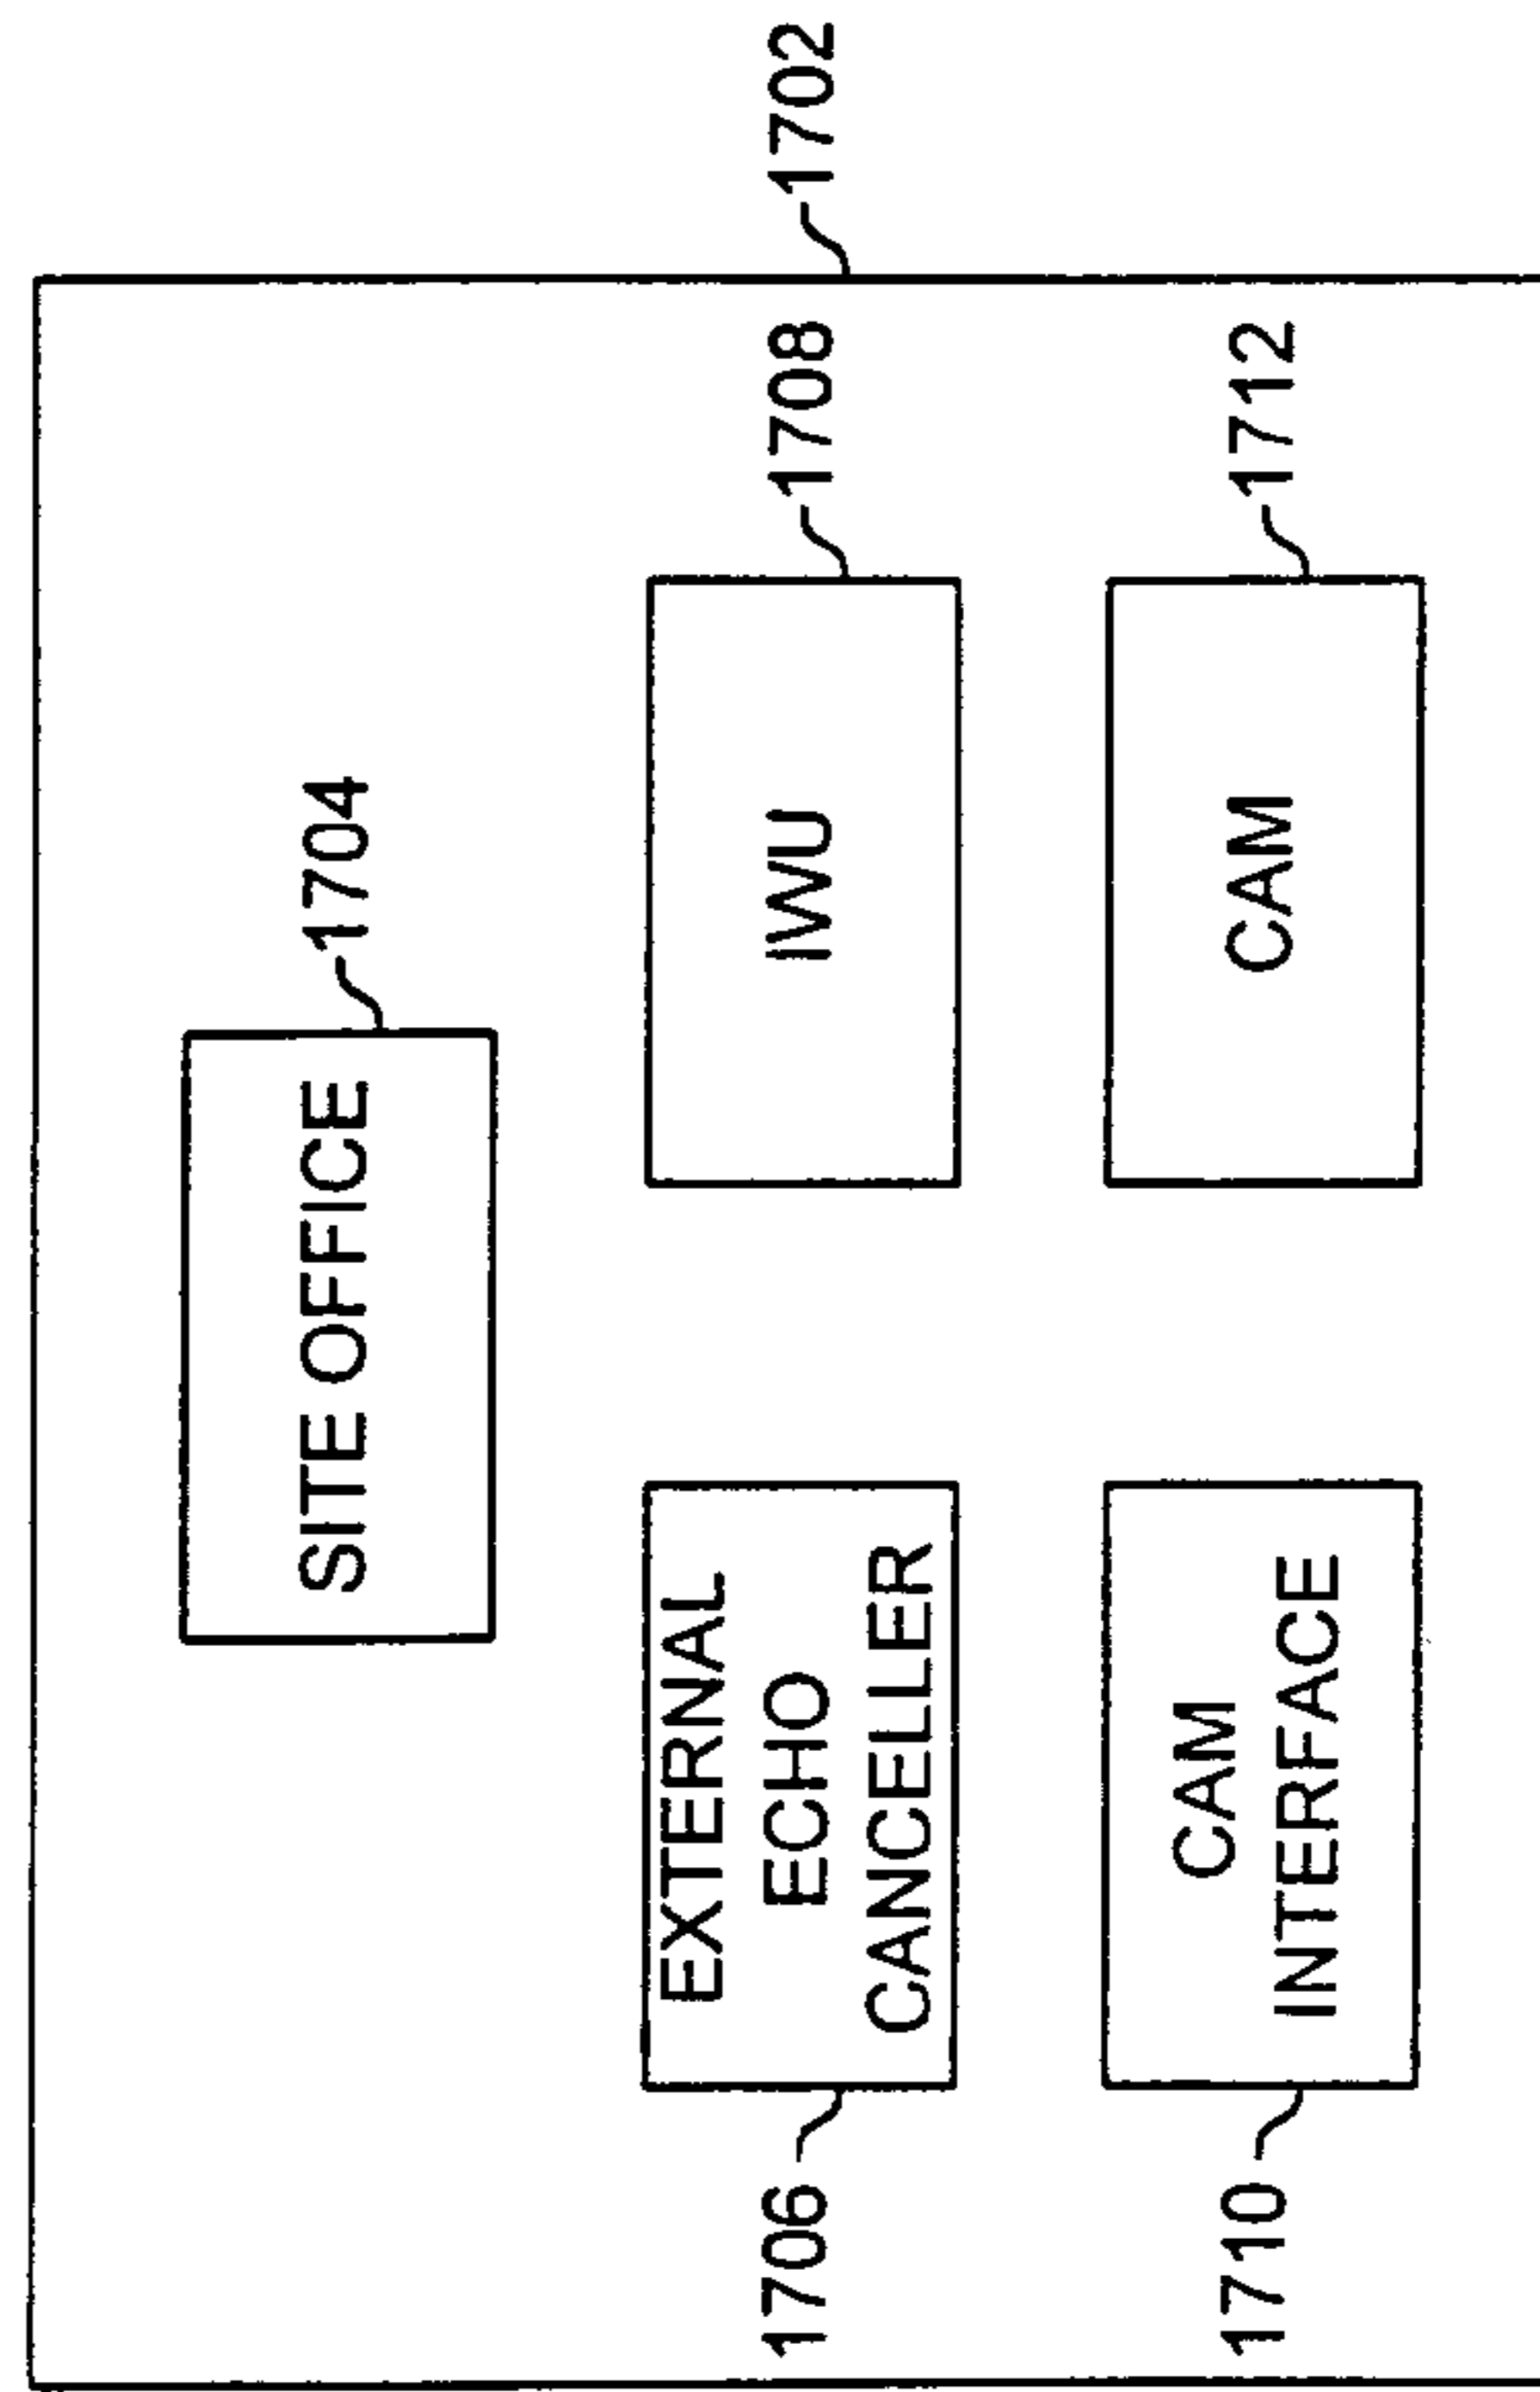 1702
SITE OFFICE
1704
EXTERNAL
ECHO
CANCELLER
1706
IWU
1708
CAM
INTERFACE
1710
CAM
1712